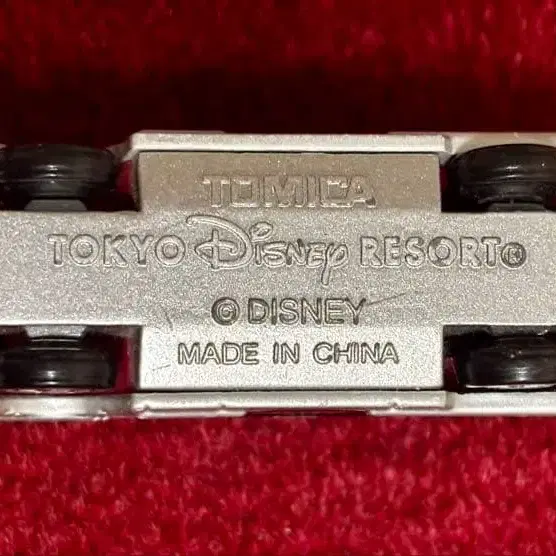 TOMICA
TOKYO Disney RESORT®
© DISNEY
MADE IN CHINA